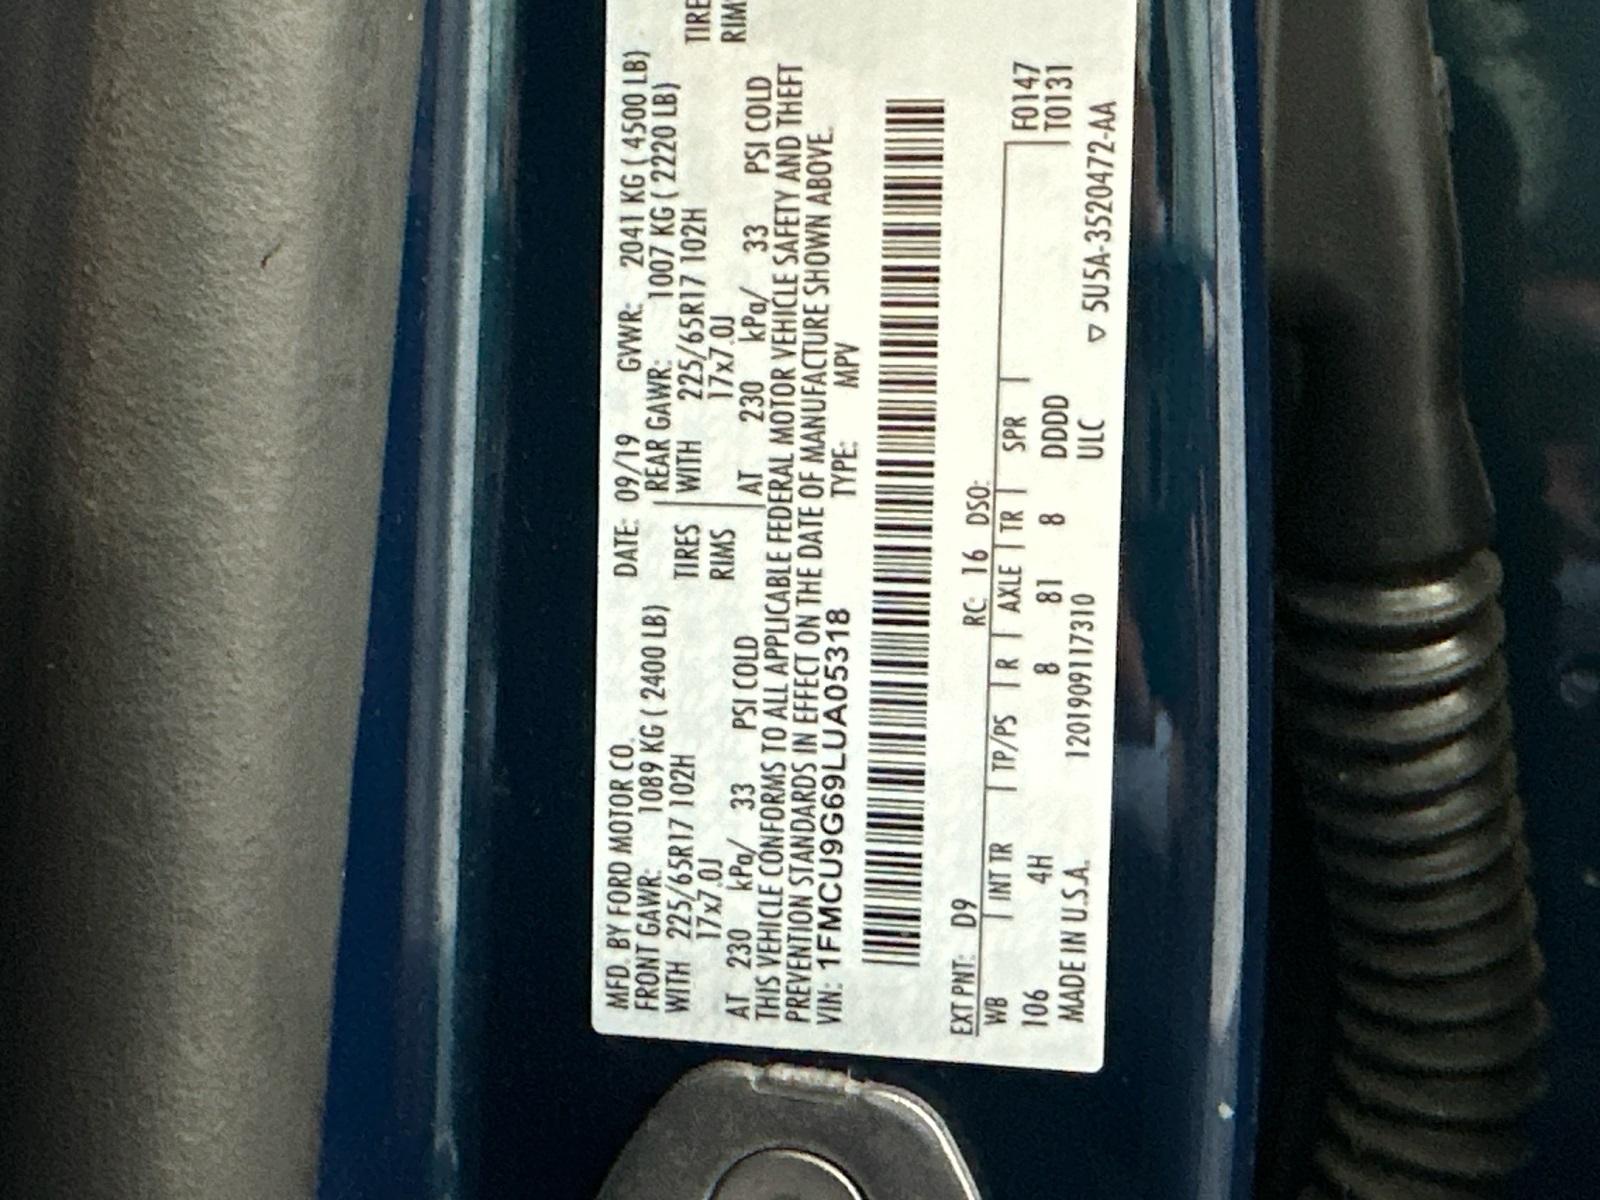 MFD. BY FORD MOTOR CO. DATE: 09/19 GVWR: 2041 KG ( 4500 LB)
FRONT GAWR: 1089 KG ( 2400 LB) REAR GAWR: 1007 KG ( 2220 LB)
WITH 225/65R17 102H TIRES WITH 225/65R17 102H TIRE
17x7.0J RIMS 17x7.0J RIM
AT 230 kPa/ 33 PSI COLD AT 230 kPa/ 33 PSI COLD
THIS VEHICLE CONFORMS TO ALL APPLICABLE FEDERAL MOTOR VEHICLE SAFETY AND THEFT
PREVENTION STANDARDS IN EFFECT ON THE DATE OF MANUFACTURE SHOWN ABOVE.
VIN: 1FMCU9G69LUA05318 TYPE: MPV
EXT PNT: D9 RC: 16 DSO:
WB INT TR TP/PS R AXLE TR SPR F0147
106 4H 8 81 8 DDDD T0131
MADE IN U.S.A. 1201909117310 ULC ▽ 5U5A-3520472-AA